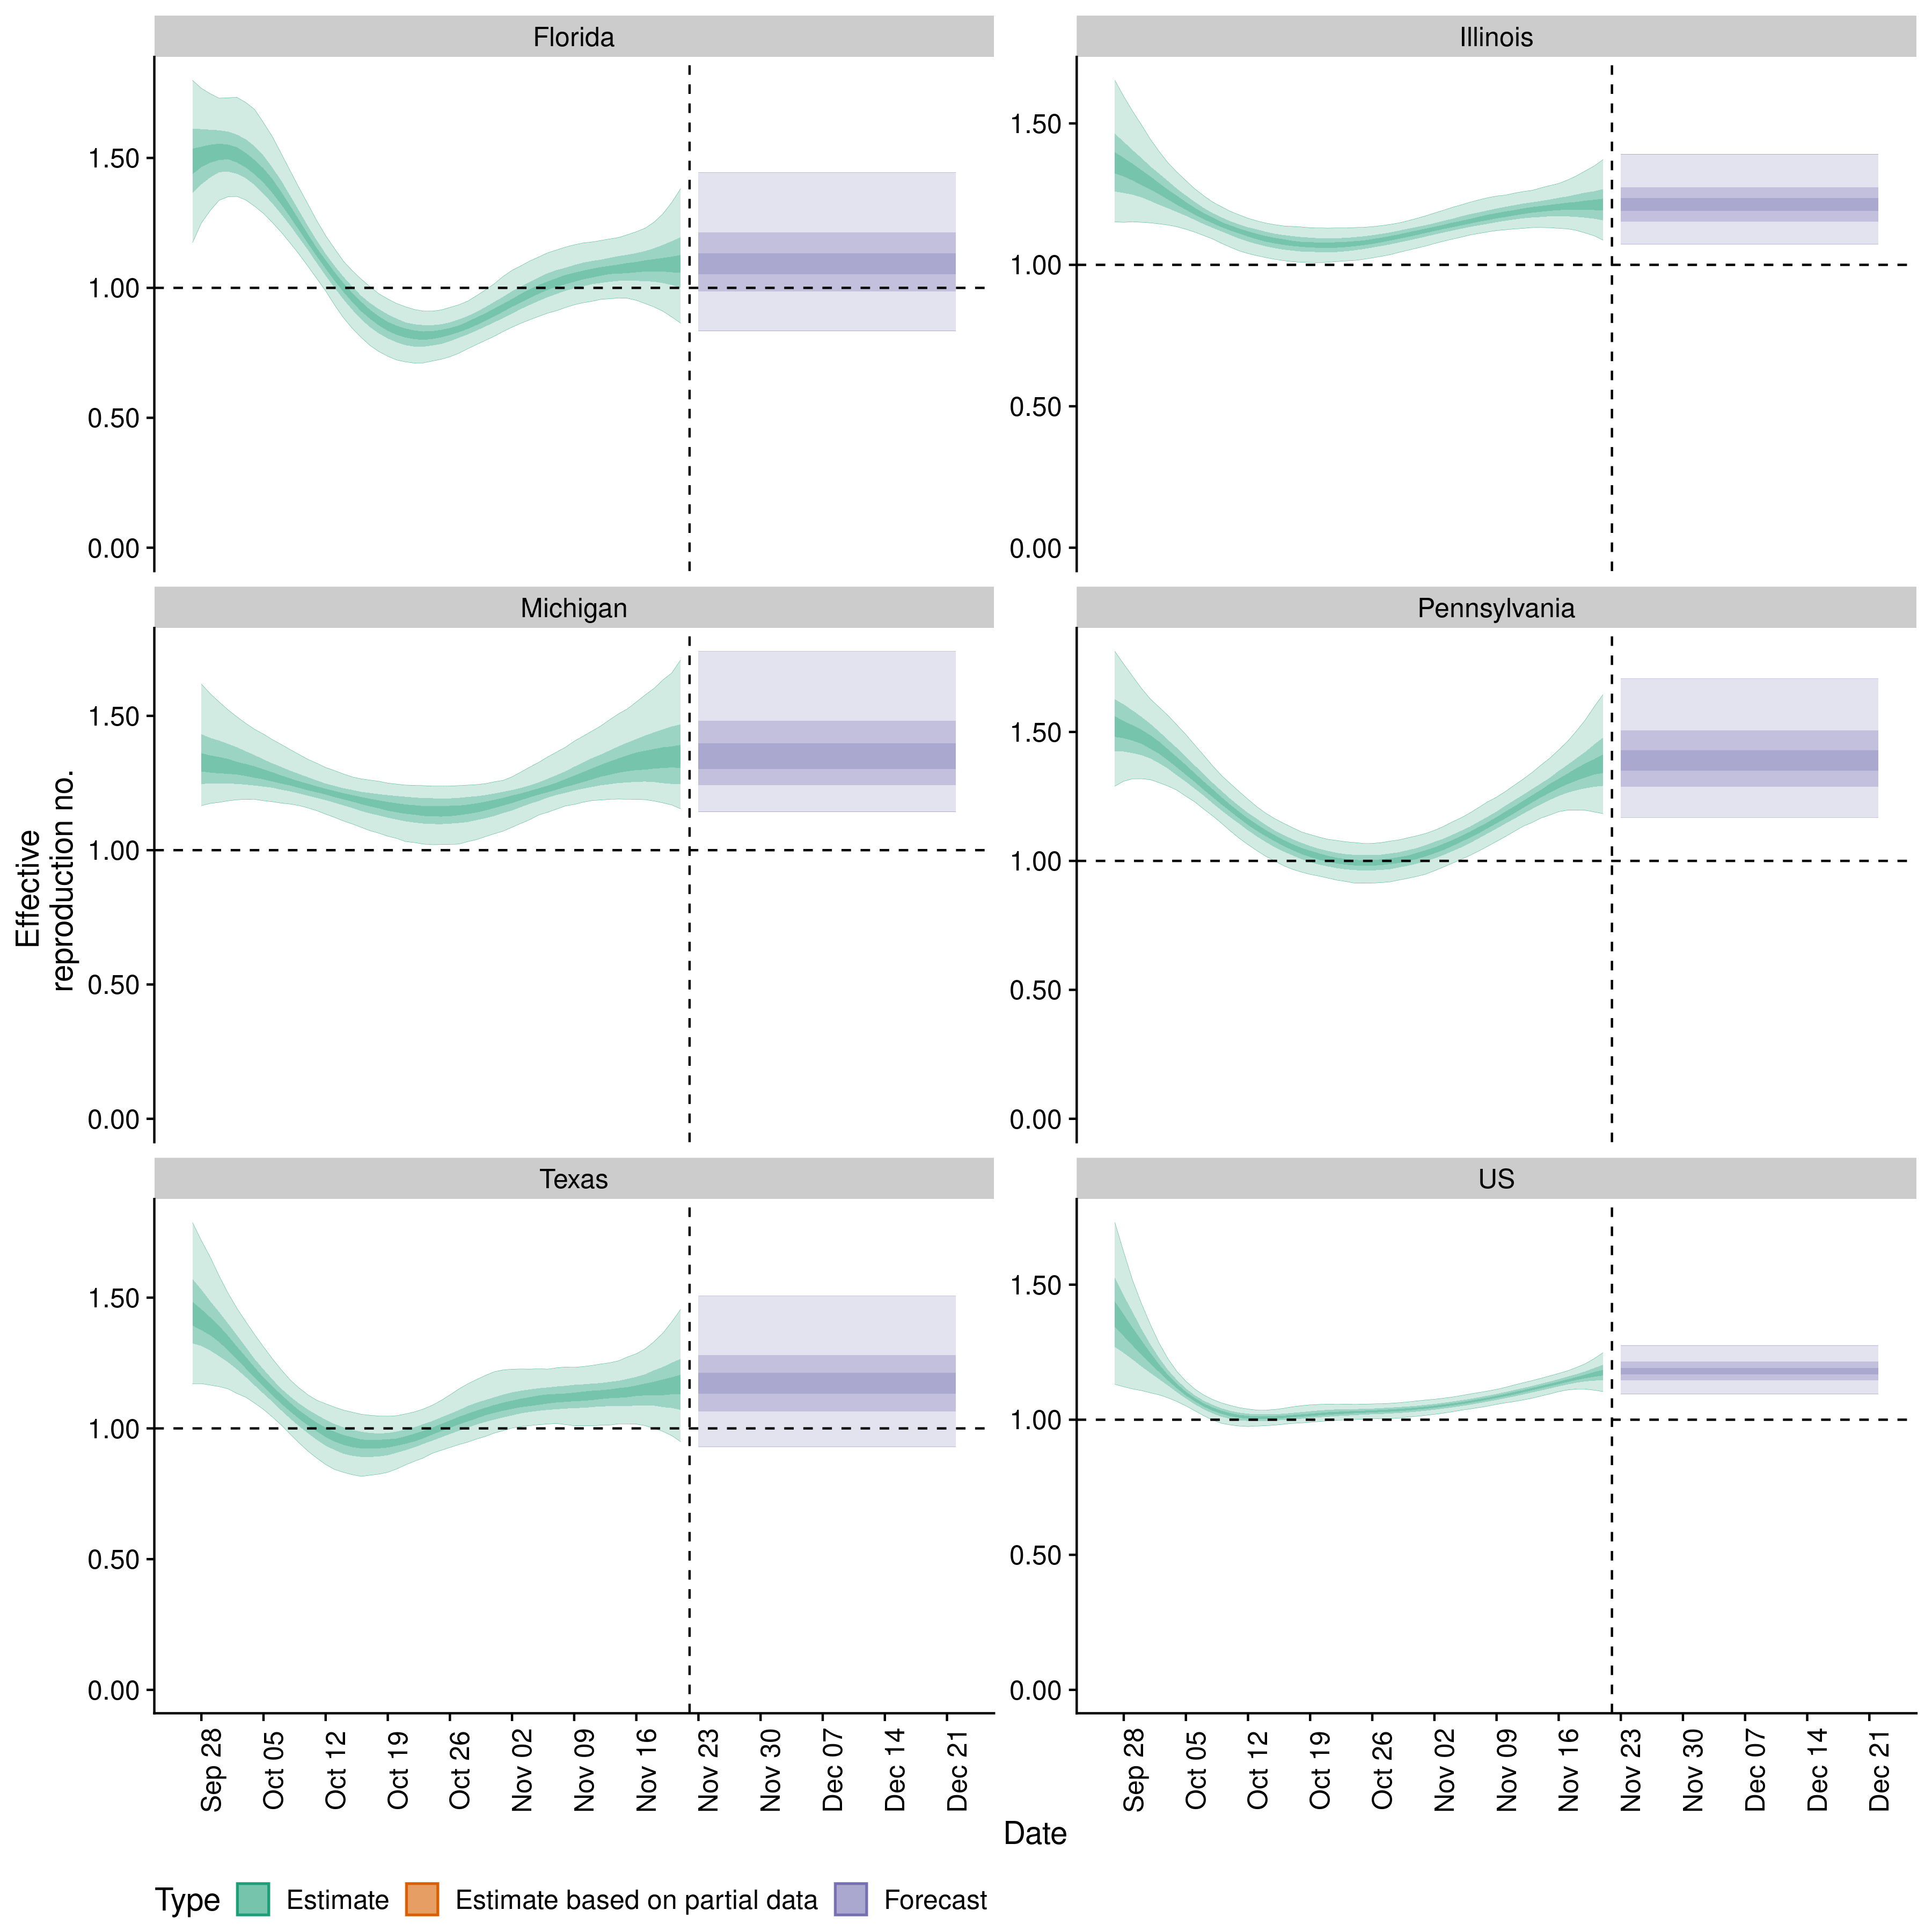 Florida
Illinois
1.50
1.00
0.50
0.00
1.50
1.00
0.50
0.00
Michigan
Pennsylvania
1.50
1.00
0.50
0.00
1.50
1.00
0.50
0.00
Effective
reproduction no.
Texas
US
1.50
1.00
0.50
0.00
1.50
1.00
0.50
0.00
Sep 28
Oct 05
Oct 12
Oct 19
Oct 26
Nov 02
Nov 09
Nov 16
Nov 23
Nov 30
Dec 07
Dec 14
Dec 21
Sep 28
Oct 05
Oct 12
Oct 19
Oct 26
Nov 02
Nov 09
Nov 16
Nov 23
Nov 30
Dec 07
Dec 14
Dec 21
Date
Type Estimate Estimate based on partial data Forecast